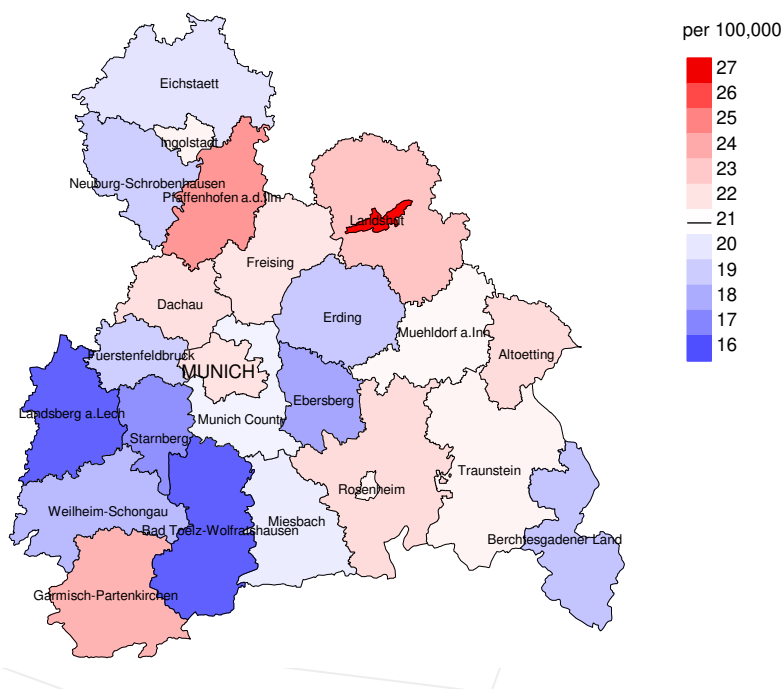 per 100,000
27
26
25
24
23
22
21
20
19
18
17
16
Eichstaett
Ingolstadt
Neuburg-Schrobenhausen
Pfaffenhofen a.d.Ilm
Landshut
Freising
Dachau
Erding
Muehldorf a.Inn
Altoetting
Fuerstenfeldbruck
MUNICH
Ebersberg
Landsberg a.Lech
Munich County
Starnberg
Traunstein
Rosenheim
Weilheim-Schongau
Miesbach
Bad Toelz-Wolfratshausen
Berchtesgadener Land
Garmisch-Partenkirchen